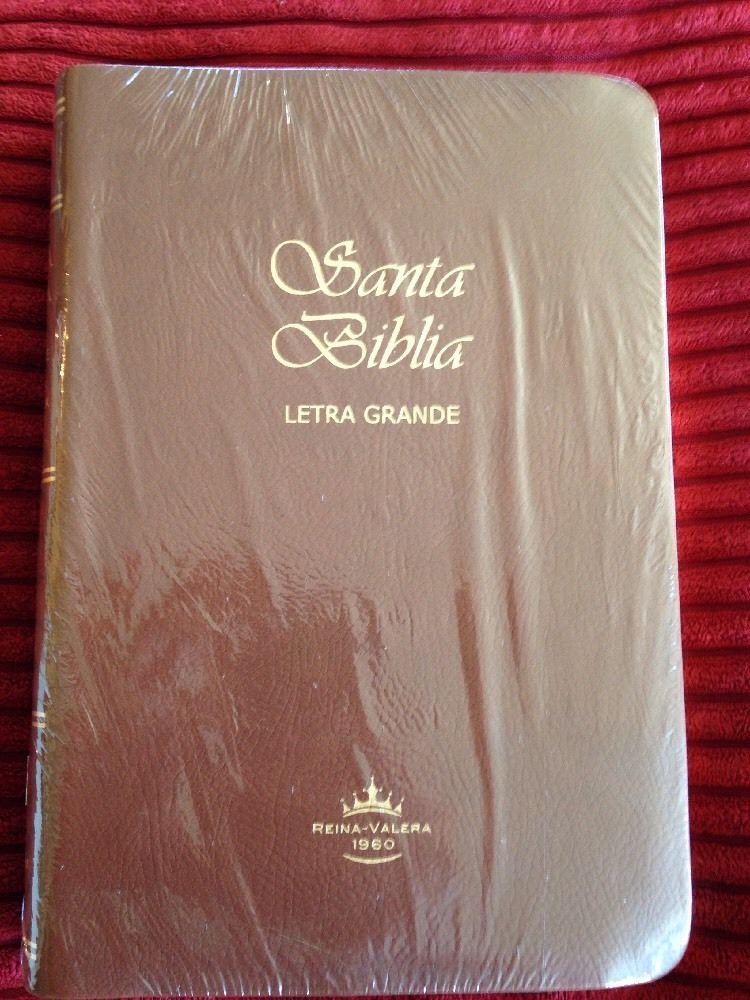 Santa
Biblia
LETRA GRANDE
REINA-VALERA
1960